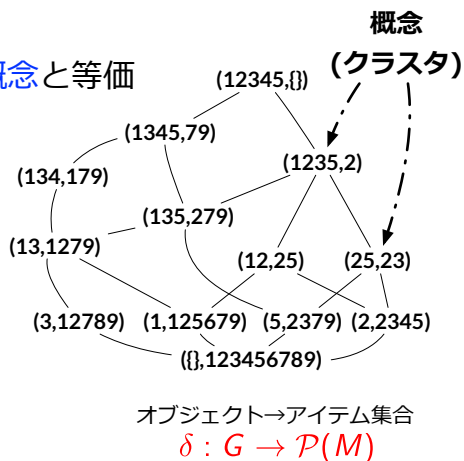 概念
(クラスタ)
念と等価
(12345,{})
(1345,79)
(1235,2)
(134,179)
(135,279)
(13,1279)
(12,25)
(25,23)
(3,12789)
(1,125679)
(5,2379)
(2,2345)
({},123456789)
オブジェクト→アイテム集合
δ : G → P(M)